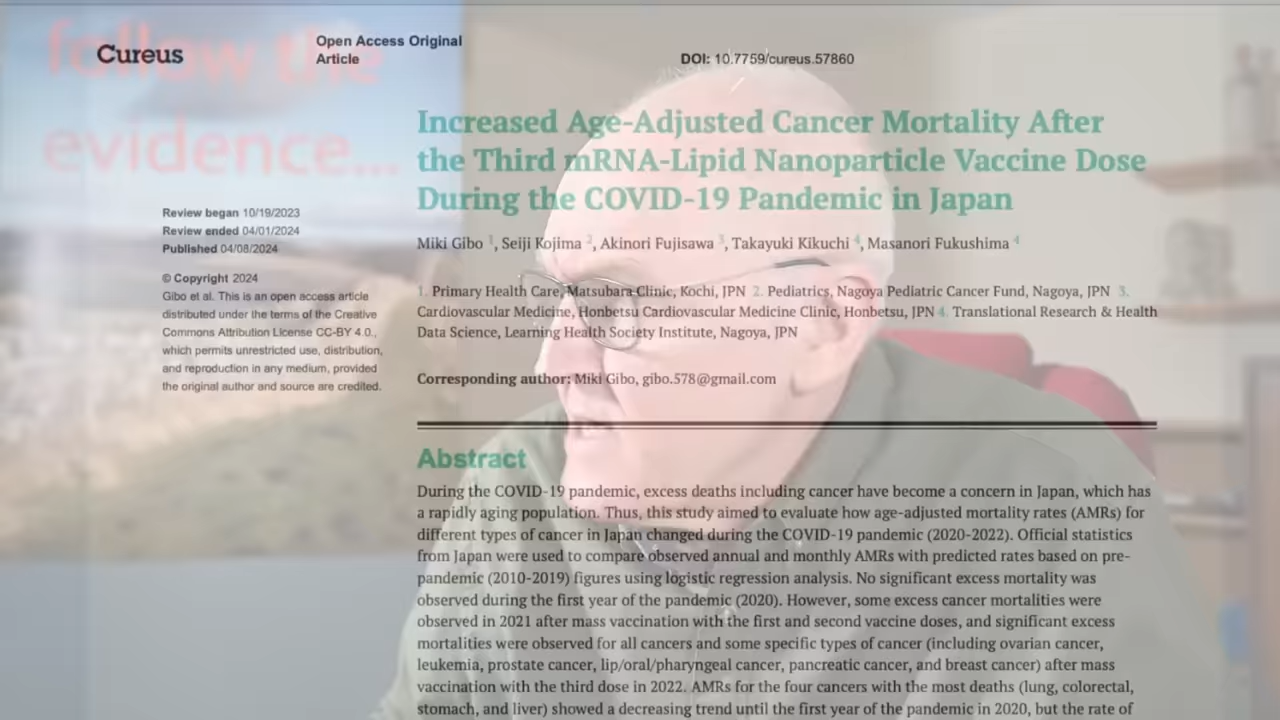 follow the
evidence...
Cureus
Open Access Original
Article
DOI: 10.7759/cureus.57860
Increased Age-Adjusted Cancer Mortality After
the Third mRNA-Lipid Nanoparticle Vaccine Dose
During the COVID-19 Pandemic in Japan
Review began 10/19/2023
Review ended 04/01/2024
Published 04/08/2024
© Copyright 2024
Gibo et al. This is an open access article
distributed under the terms of the Creative
Commons Attribution License CC-BY 4.0.,
which permits unrestricted use, distribution,
and reproduction in any medium, provided
the original author and source are credited.
Miki Gibo 1, Seiji Kojima 2, Akinori Fujisawa 3, Takayuki Kikuchi 4, Masanori Fukushima 4
1. Primary Health Care, Matsubara Clinic, Kochi, JPN 2. Pediatrics, Nagoya Pediatric Cancer Fund, Nagoya, JPN 3.
Cardiovascular Medicine, Honbetsu Cardiovascular Medicine Clinic, Honbetsu, JPN 4. Translational Research & Health
Data Science, Learning Health Society Institute, Nagoya, JPN
Corresponding author: Miki Gibo, gibo.578@gmail.com
Abstract
During the COVID-19 pandemic, excess deaths including cancer have become a concern in Japan, which has
a rapidly aging population. Thus, this study aimed to evaluate how age-adjusted mortality rates (AMRs) for
different types of cancer in Japan changed during the COVID-19 pandemic (2020-2022). Official statistics
from Japan were used to compare observed annual and monthly AMRs with predicted rates based on pre-
pandemic (2010-2019) figures using logistic regression analysis. No significant excess mortality was
observed during the first year of the pandemic (2020). However, some excess cancer mortalities were
observed in 2021 after mass vaccination with the first and second vaccine doses, and significant excess
mortalities were observed for all cancers and some specific types of cancer (including ovarian cancer,
leukemia, prostate cancer, lip/oral/pharyngeal cancer, pancreatic cancer, and breast cancer) after mass
vaccination with the third dose in 2022. AMRs for the four cancers with the most deaths (lung, colorectal,
stomach, and liver) showed a decreasing trend until the first year of the pandemic in 2020, but the rate of